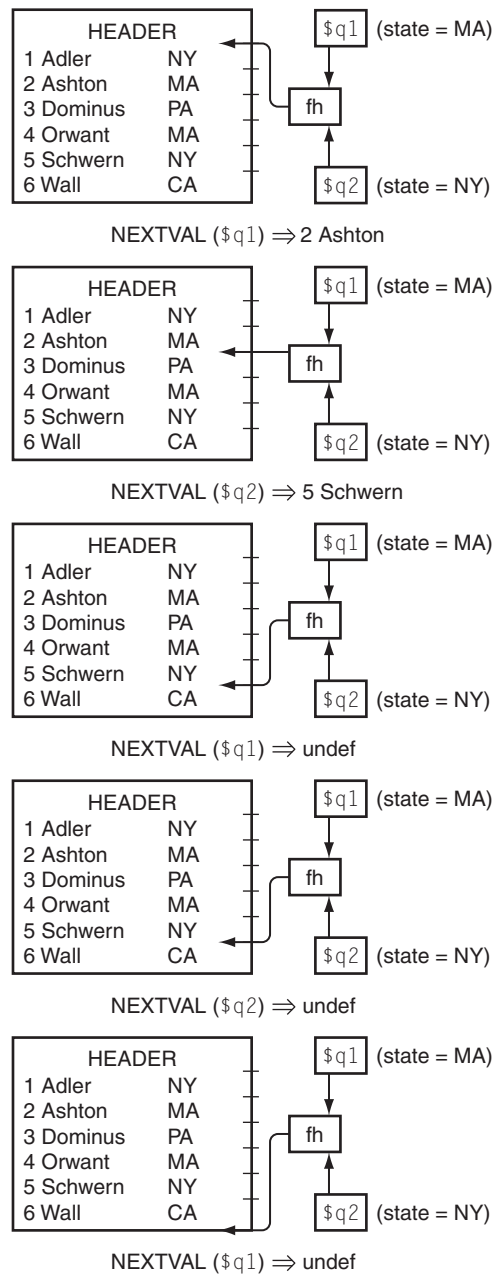 HEADER $q1 (state = MA)
1 Adler NY
2 Ashton MA
3 Dominus PA fh
4 Orwant MA
5 Schwern NY
6 Wall CA $q2 (state = NY)
NEXTVAL ($q1) ⇒ 2 Ashton
HEADER $q1 (state = MA)
1 Adler NY
2 Ashton MA
3 Dominus PA fh
4 Orwant MA
5 Schwern NY
6 Wall CA $q2 (state = NY)
NEXTVAL ($q2) ⇒ 5 Schwern
HEADER $q1 (state = MA)
1 Adler NY
2 Ashton MA
3 Dominus PA fh
4 Orwant MA
5 Schwern NY
6 Wall CA $q2 (state = NY)
NEXTVAL ($q1) ⇒ undef
HEADER $q1 (state = MA)
1 Adler NY
2 Ashton MA
3 Dominus PA fh
4 Orwant MA
5 Schwern NY
6 Wall CA $q2 (state = NY)
NEXTVAL ($q2) ⇒ undef
HEADER $q1 (state = MA)
1 Adler NY
2 Ashton MA
3 Dominus PA fh
4 Orwant MA
5 Schwern NY
6 Wall CA $q2 (state = NY)
NEXTVAL ($q1) ⇒ undef